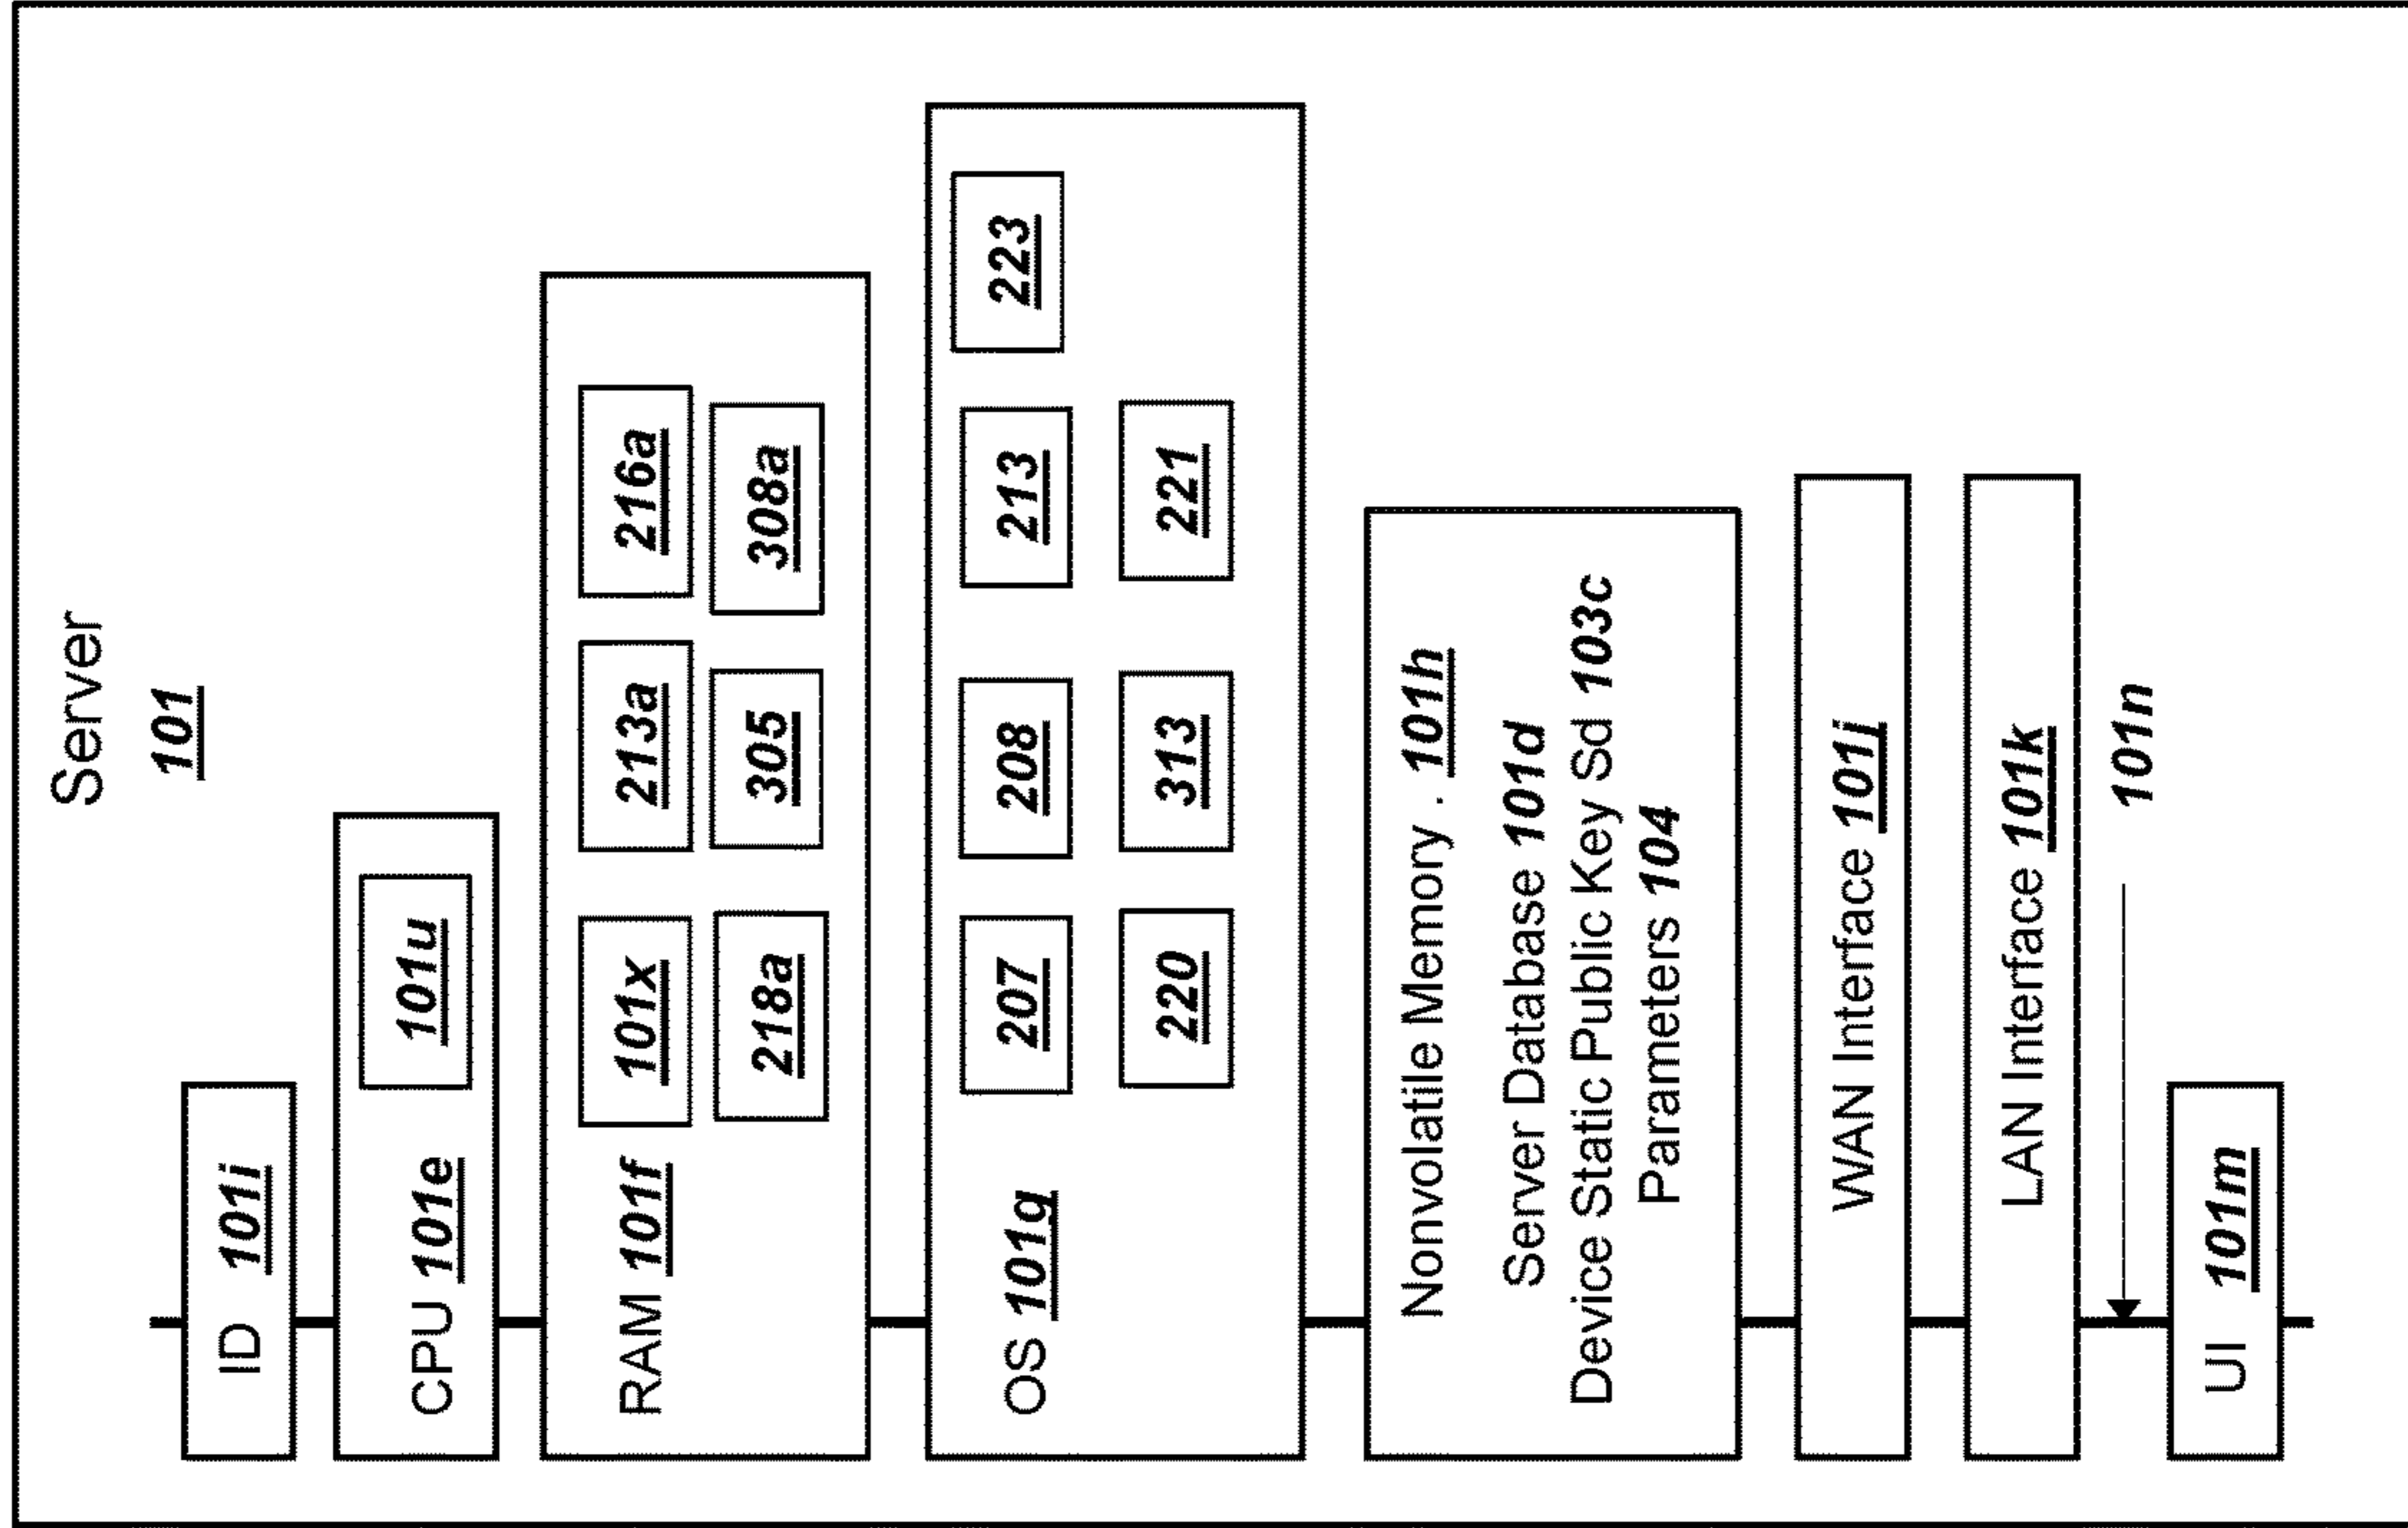 Server
101
ID 101i
CPU 101e
101u
RAM 101f
101x
213a
216a
218a
305
308a
OS 101g
207
208
213
223
220
313
221
Nonvolatile Memory . 101h
Server Database 101d
Device Static Public Key Sd 103c
Parameters 104
WAN Interface 101j
LAN Interface 101k
101n
UI 101m